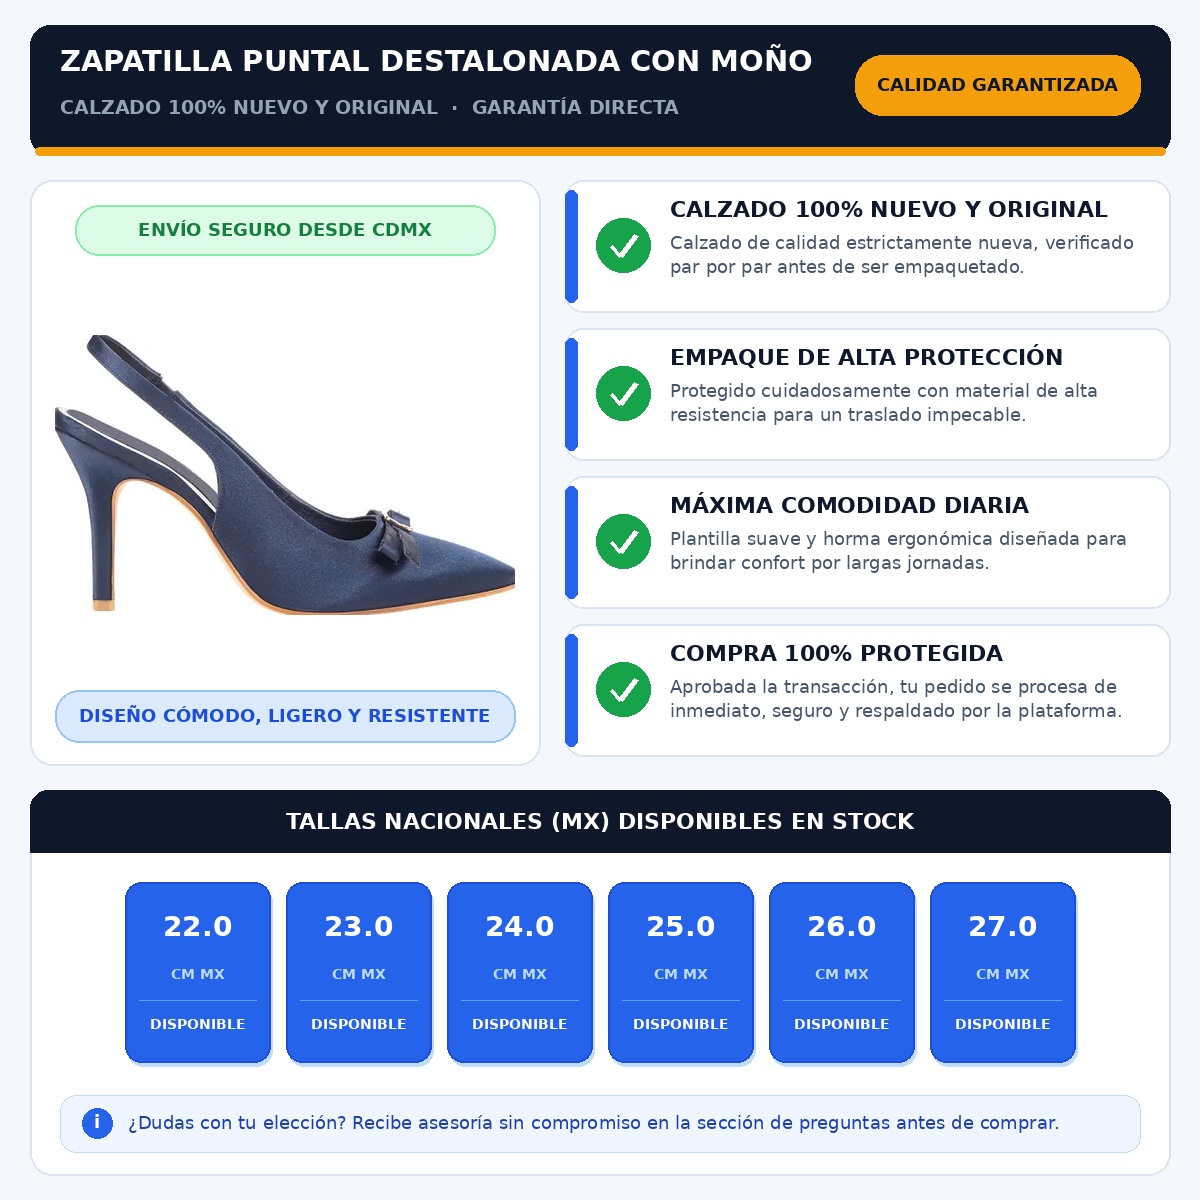 ZAPATILLA PUNTAL DESTALONADA CON MOÑO
CALZADO 100% NUEVO Y ORIGINAL · GARANTÍA DIRECTA
CALIDAD GARANTIZADA
ENVÍO SEGURO DESDE CDMX
DISEÑO CÓMODO, LIGERO Y RESISTENTE
CALZADO 100% NUEVO Y ORIGINAL
Calzado de calidad estrictamente nueva, verificado
par por par antes de ser empaquetado.
EMPAQUE DE ALTA PROTECCIÓN
Protegido cuidadosamente con material de alta
resistencia para un traslado impecable.
MÁXIMA COMODIDAD DIARIA
Plantilla suave y horma ergonómica diseñada para
brindar confort por largas jornadas.
COMPRA 100% PROTEGIDA
Aprobada la transacción, tu pedido se procesa de
inmediato, seguro y respaldado por la plataforma.
TALLAS NACIONALES (MX) DISPONIBLES EN STOCK
22.0
CM MX
DISPONIBLE
23.0
CM MX
DISPONIBLE
24.0
CM MX
DISPONIBLE
25.0
CM MX
DISPONIBLE
26.0
CM MX
DISPONIBLE
27.0
CM MX
DISPONIBLE
i ¿Dudas con tu elección? Recibe asesoría sin compromiso en la sección de preguntas antes de comprar.